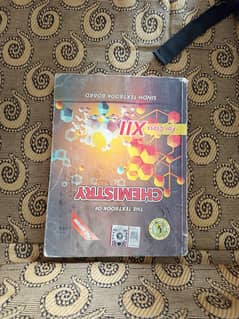 THE TEXTBOOK OF
CHEMISTRY
For Class
XII
SINDH TEXTBOOK BOARD